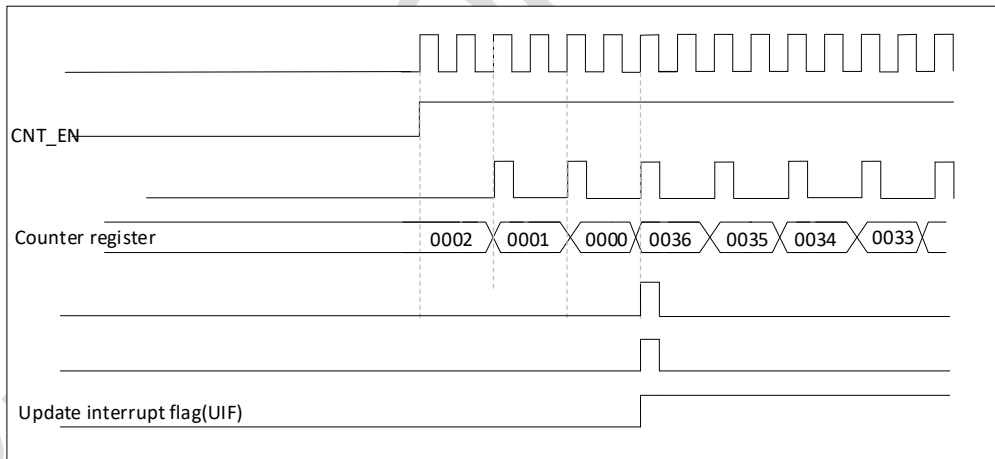 CNT_EN
Counter register
0002 0001 0000 0036 0035 0034 0033
Update interrupt flag(UIF)